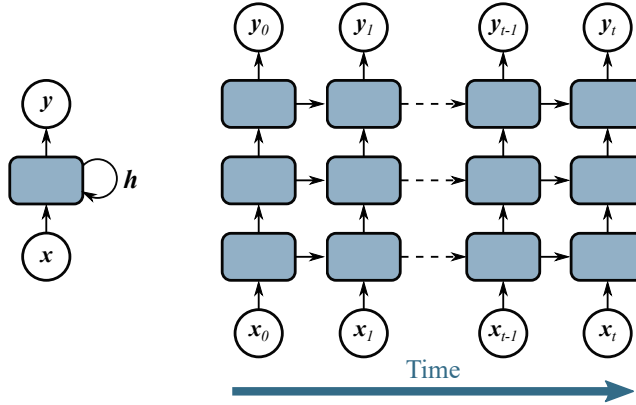 y₀ y₁ yₜ₋₁ yₜ
y
h
x
x₀ x₁ xₜ₋₁ xₜ
Time